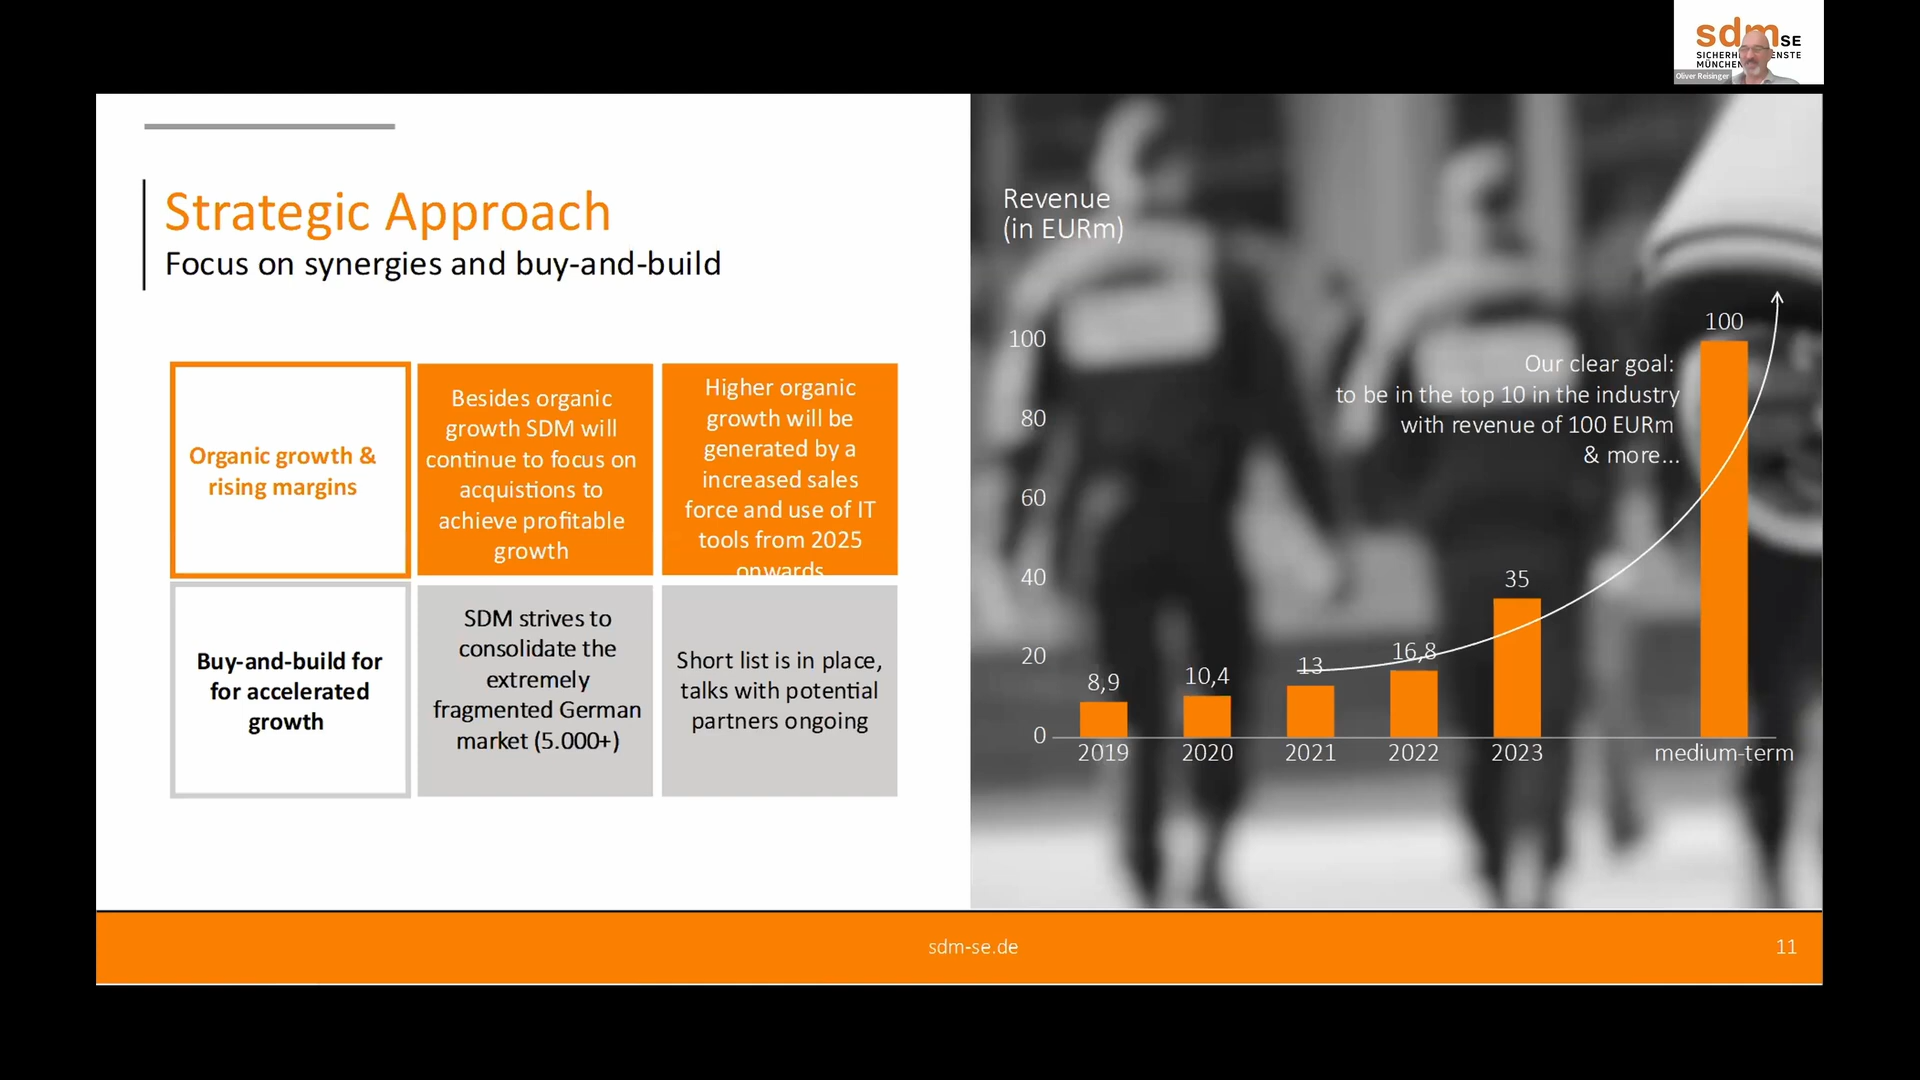 sdm SE
SICHERH ENSTE
MÜNCHEN
Oliver Reisinger
Strategic Approach
Focus on synergies and buy-and-build
Organic growth &
rising margins
Besides organic
growth SDM will
continue to focus on
acquistions to
achieve profitable
growth
Higher organic
growth will be
generated by a
increased sales
force and use of IT
tools from 2025
onwards
Buy-and-build for
for accelerated
growth
SDM strives to
consolidate the
extremely
fragmented German
market (5.000+)
Short list is in place,
talks with potential
partners ongoing
Revenue
(in EURm)
100
80
60
40
20
0
8,9
10,4
13
16,8
35
100
Our clear goal:
to be in the top 10 in the industry
with revenue of 100 EURm
& more...
2019
2020
2021
2022
2023
medium-term
sdm-se.de
11